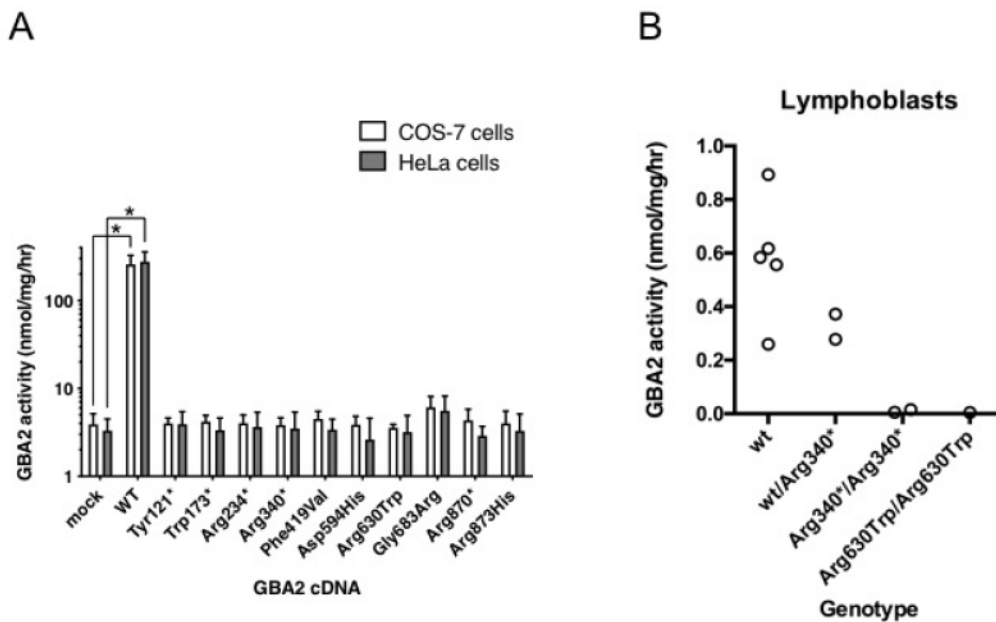 A
COS-7 cells
HeLa cells
*
*
GBA2 activity (nmol/mg/hr)
100
10
1
mock
WT
Tyr121*
Trp173*
Arg234*
Arg340*
Phe419Val
Asp594His
Arg630Trp
Gly683Arg
Arg870*
Arg873His
GBA2 cDNA
B
Lymphoblasts
GBA2 activity (nmol/mg/hr)
1.0
0.8
0.6
0.4
0.2
0.0
wt
wt/Arg340*
Arg340*/Arg340*
Arg630Trp/Arg630Trp
Genotype